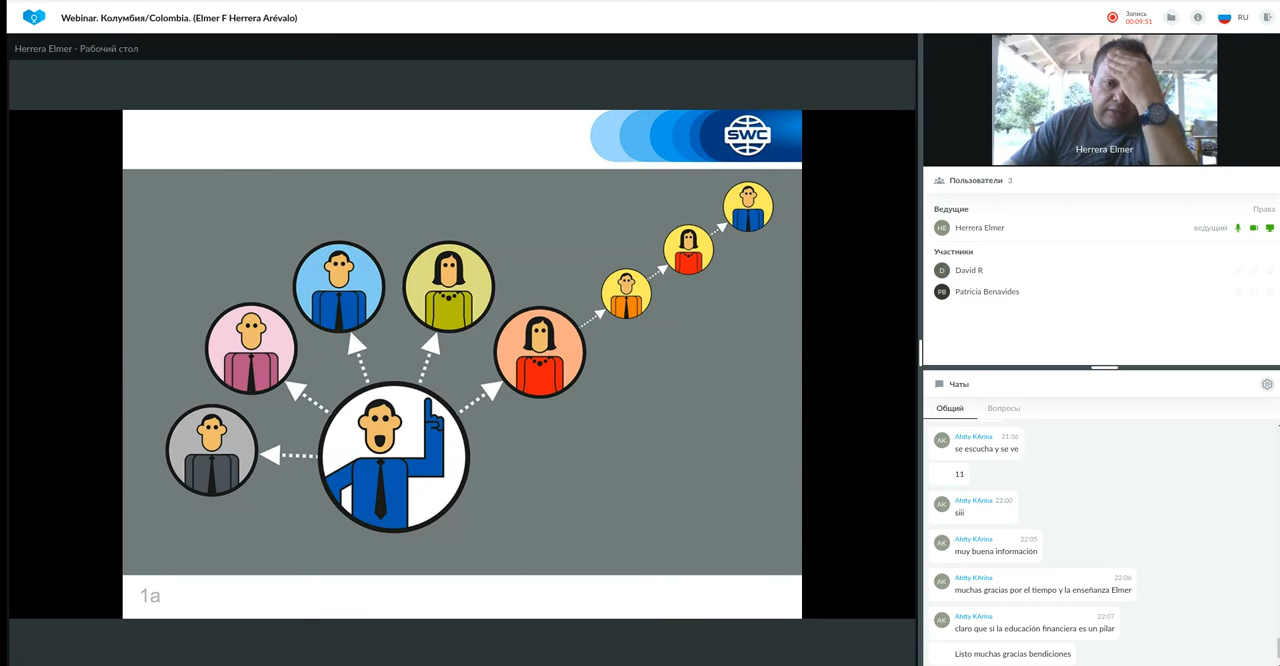 Webinar. Колумбия/Colombia. (Elmer F Herrera Arévalo)
Запись
00:09:51
RU
Herrera Elmer - Рабочий стол
SWC
1a
Herrera Elmer
Пользователи 3
Ведущие Права
HE Herrera Elmer ведущий
Участники
D David R
PB Patricia Benavides
Чаты
Общий Вопросы
AK Ahtty KArina 21:36
se escucha y se ve
11
AK Ahtty KArina 22:00
siii
AK Ahtty KArina 22:05
muy buena información
AK Ahtty KArina 22:06
muchas gracias por el tiempo y la enseñanza Elmer
AK Ahtty KArina 22:07
claro que sí la educación financiera es un pilar
Listo muchas gracias bendiciones